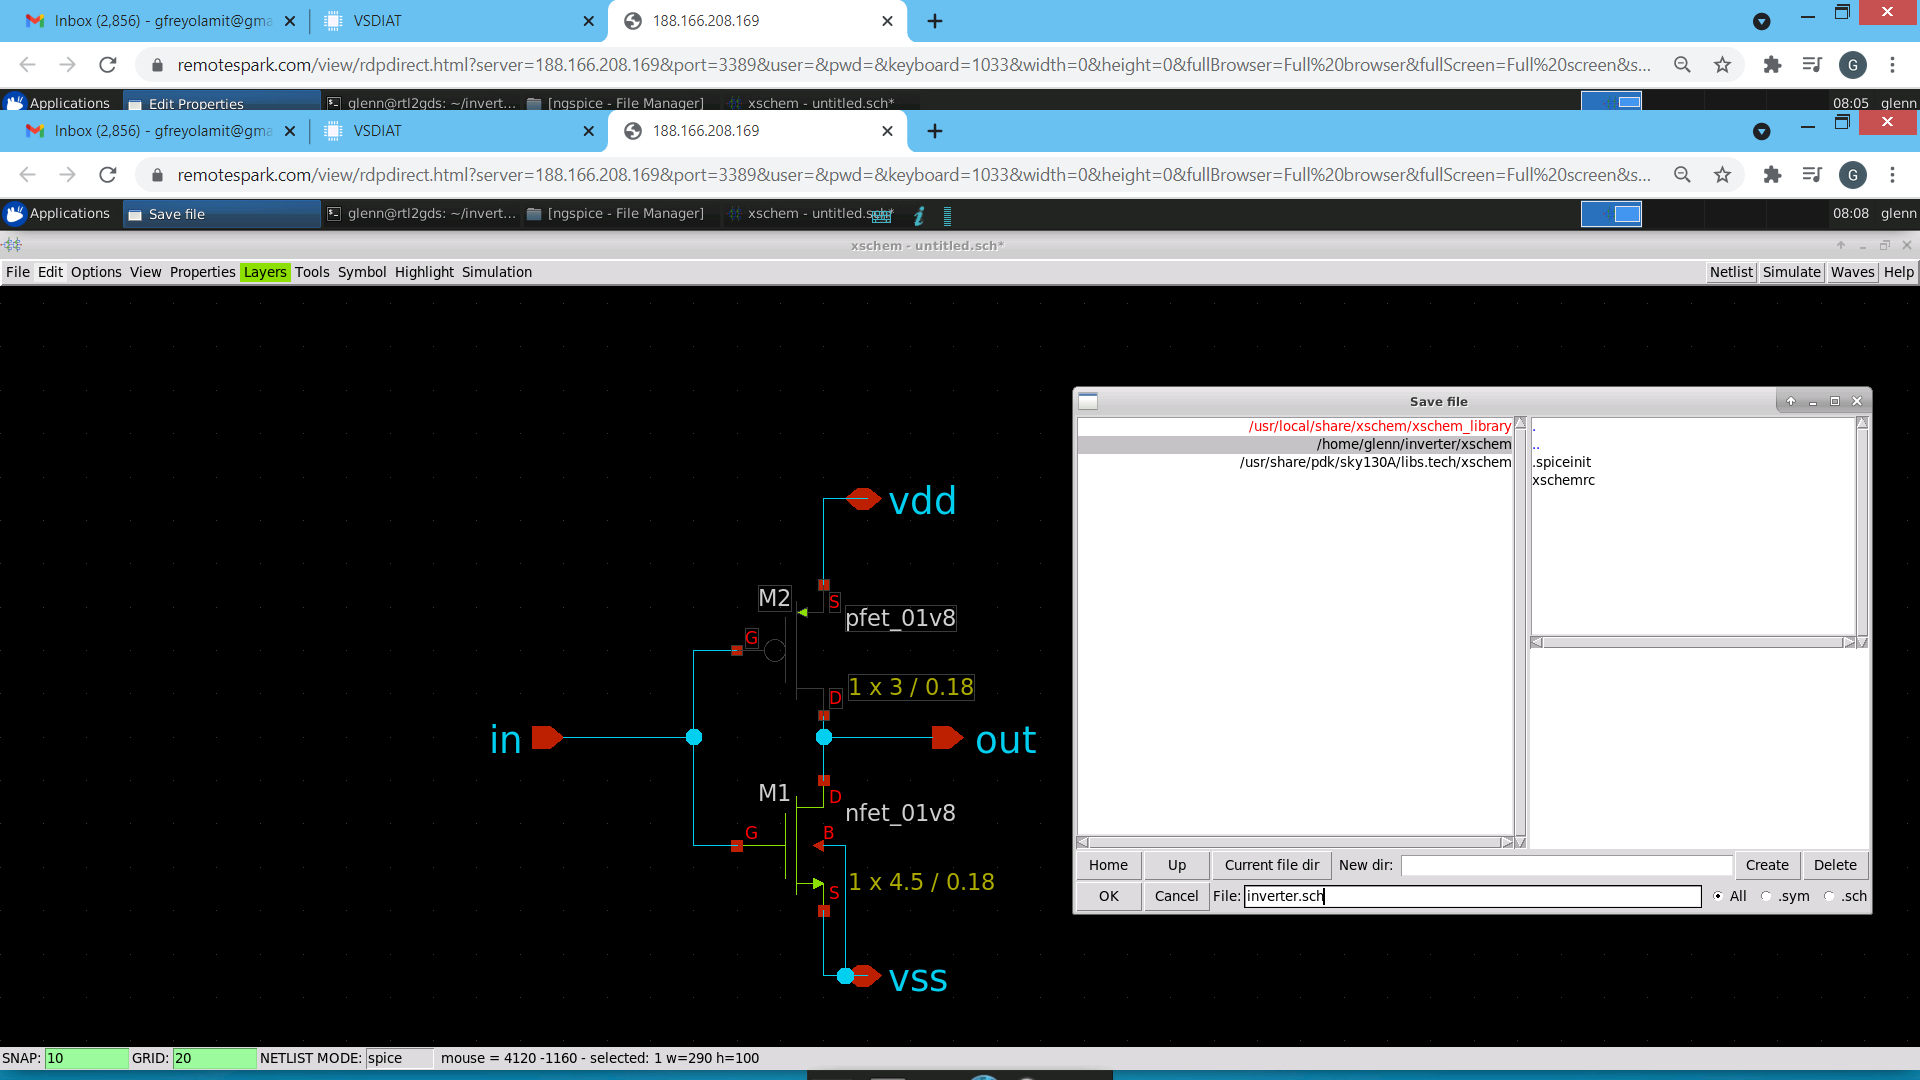 Inbox (2,856) - gfreyolamit@gma
VSDIAT
188.166.208.169
remotespark.com/view/rdpdirect.html?server=188.166.208.169&port=3389&user=&pwd=&keyboard=1033&width=0&height=0&fullBrowser=Full%20browser&fullScreen=Full%20screen&s...
G
Applications
Edit Properties
glenn@rtl2gds: ~/invert...
[ngspice - File Manager]
xschem - untitled.sch*
08:05
glenn
Inbox (2,856) - gfreyolamit@gma
VSDIAT
188.166.208.169
remotespark.com/view/rdpdirect.html?server=188.166.208.169&port=3389&user=&pwd=&keyboard=1033&width=0&height=0&fullBrowser=Full%20browser&fullScreen=Full%20screen&s...
G
Applications
Save file
glenn@rtl2gds: ~/invert...
[ngspice - File Manager]
xschem - untitled.sch*
08:08
glenn
xschem - untitled.sch*
File Edit Options View Properties Layers Tools Symbol Highlight Simulation
Netlist Simulate Waves Help
vdd
M2
S
pfet_01v8
G
1 x 3 / 0.18
D
in
out
M1
D
nfet_01v8
G
B
1 x 4.5 / 0.18
S
vss
Save file
/usr/local/share/xschem/xschem_library
/home/glenn/inverter/xschem
/usr/share/pdk/sky130A/libs.tech/xschem
.
..
.spiceinit
xschemrc
Home Up Current file dir New dir: Create Delete
OK Cancel File: inverter.sch All .sym .sch
SNAP: 10 GRID: 20 NETLIST MODE: spice mouse = 4120 -1160 - selected: 1 w=290 h=100